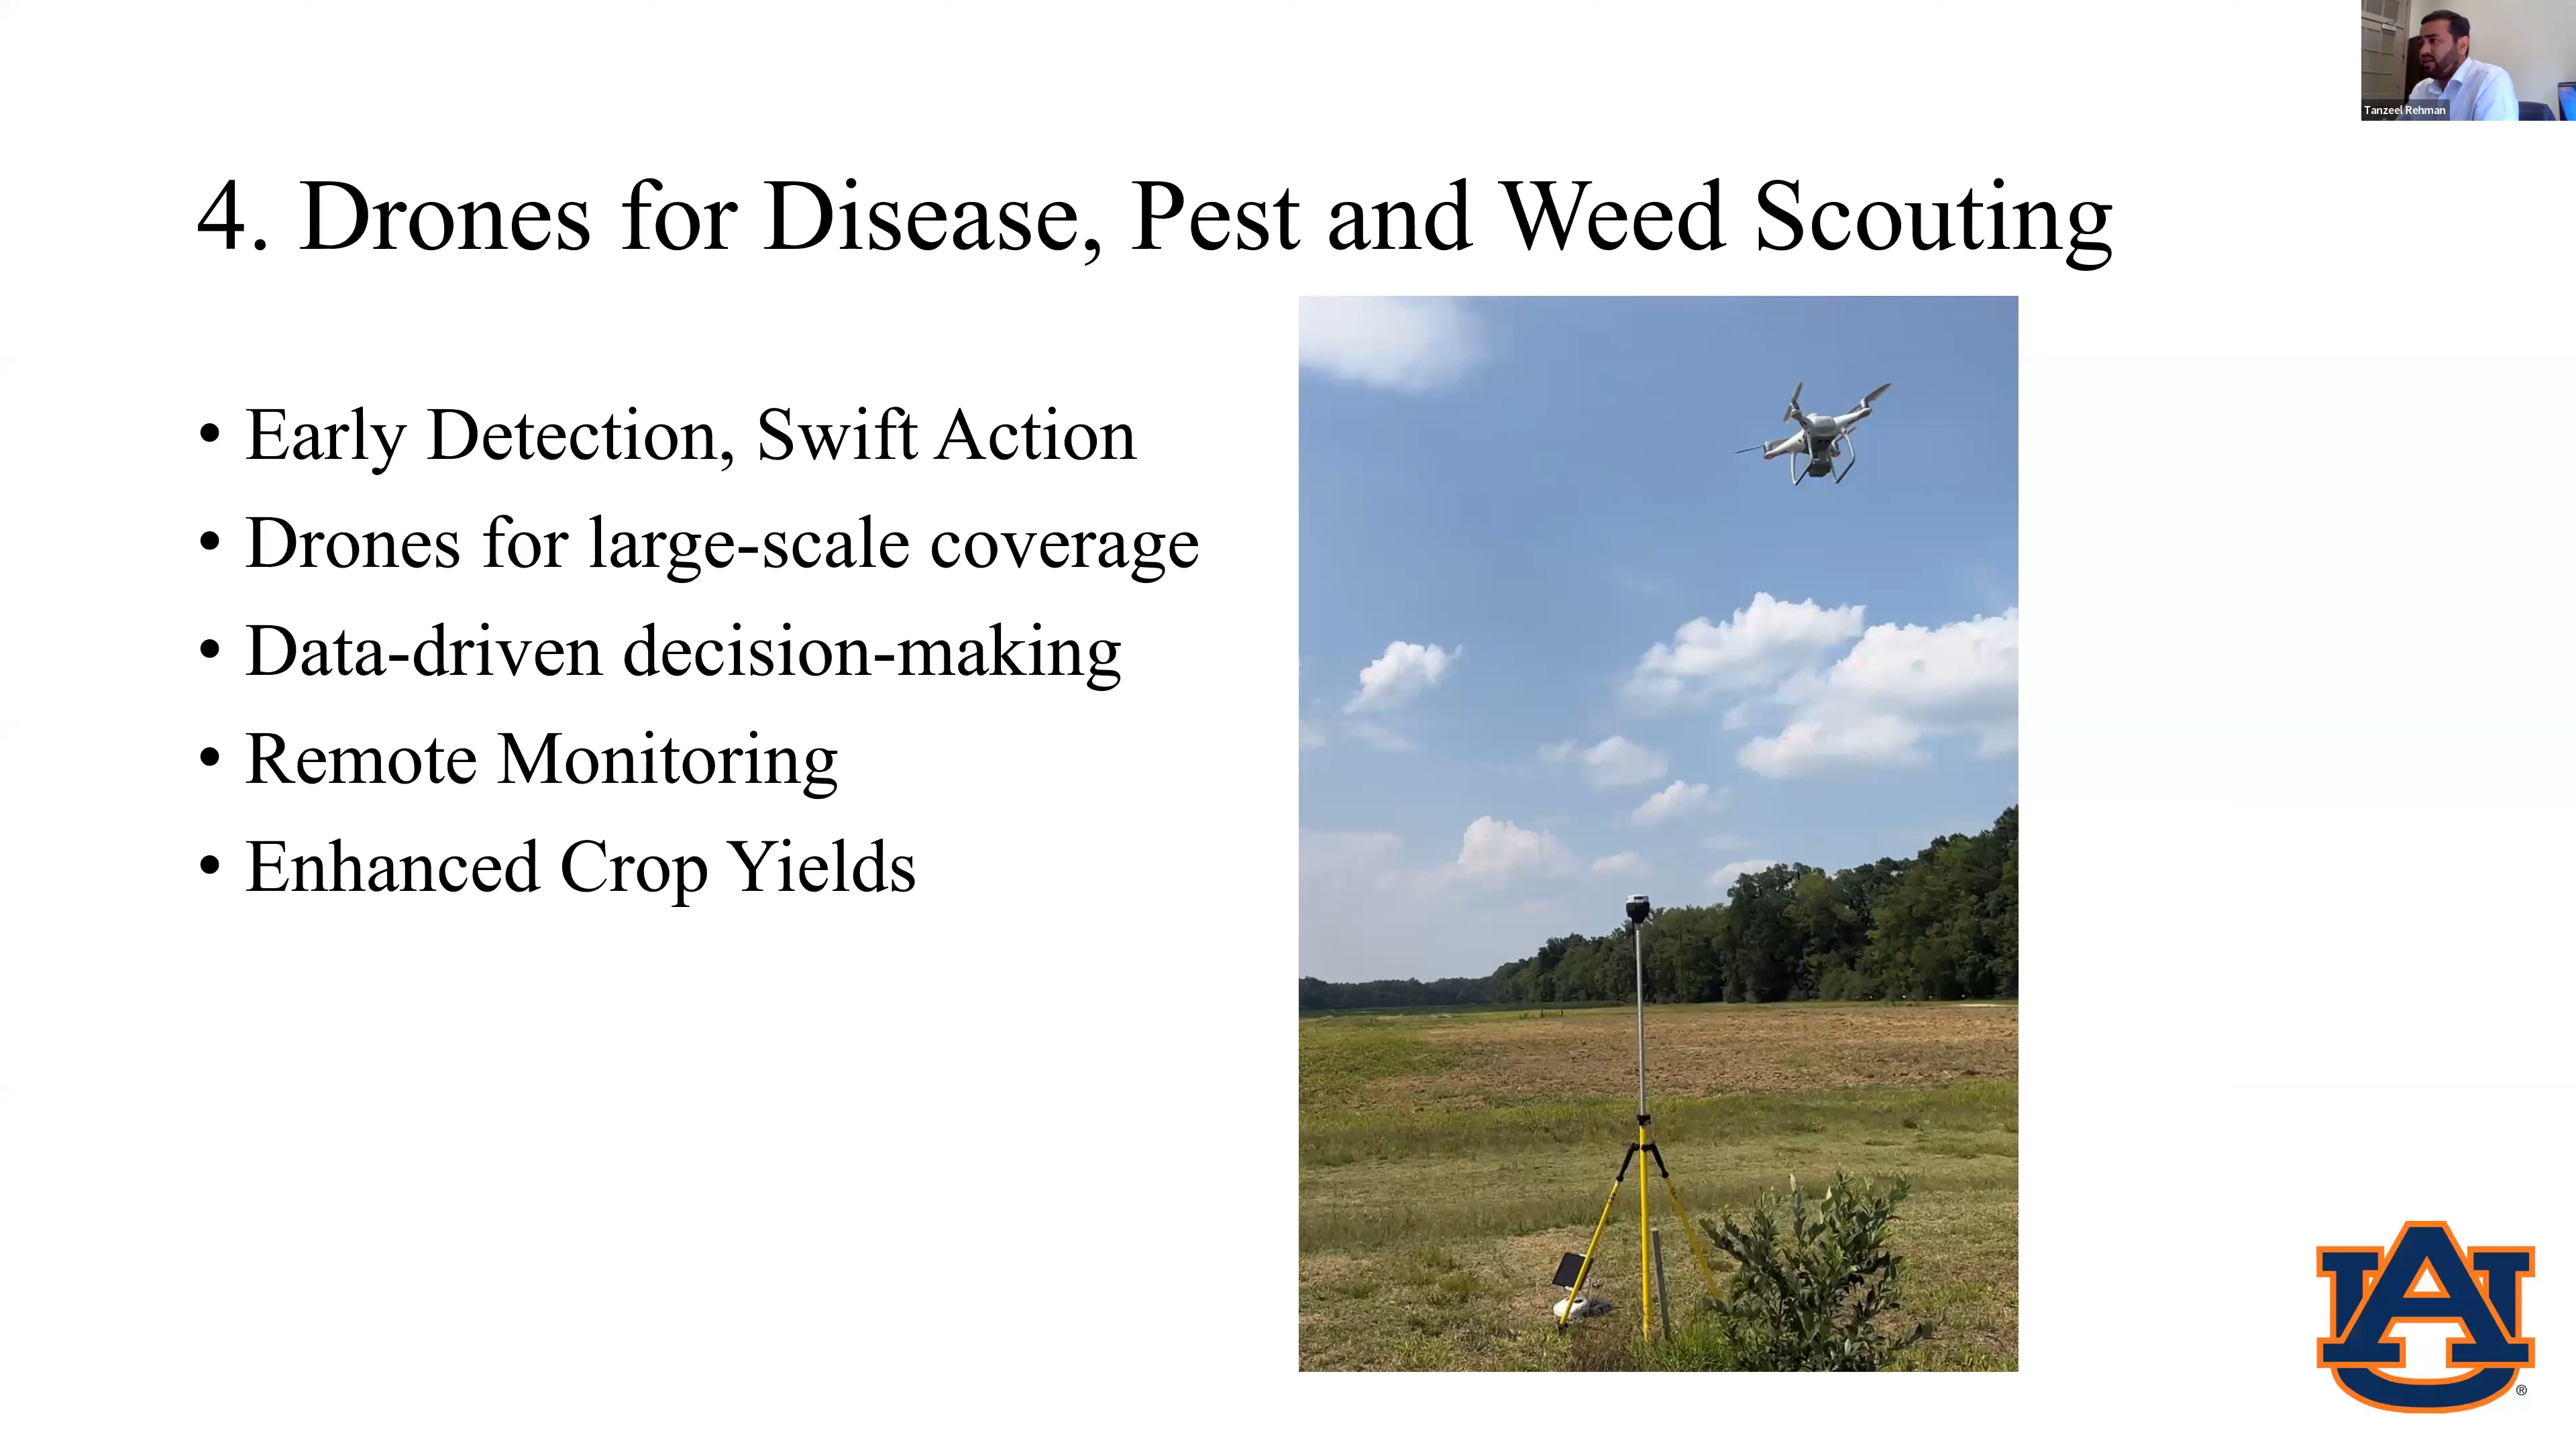 Tanzeel Rehman
4. Drones for Disease, Pest and Weed Scouting
• Early Detection, Swift Action
• Drones for large-scale coverage
• Data-driven decision-making
• Remote Monitoring
• Enhanced Crop Yields
AU
®